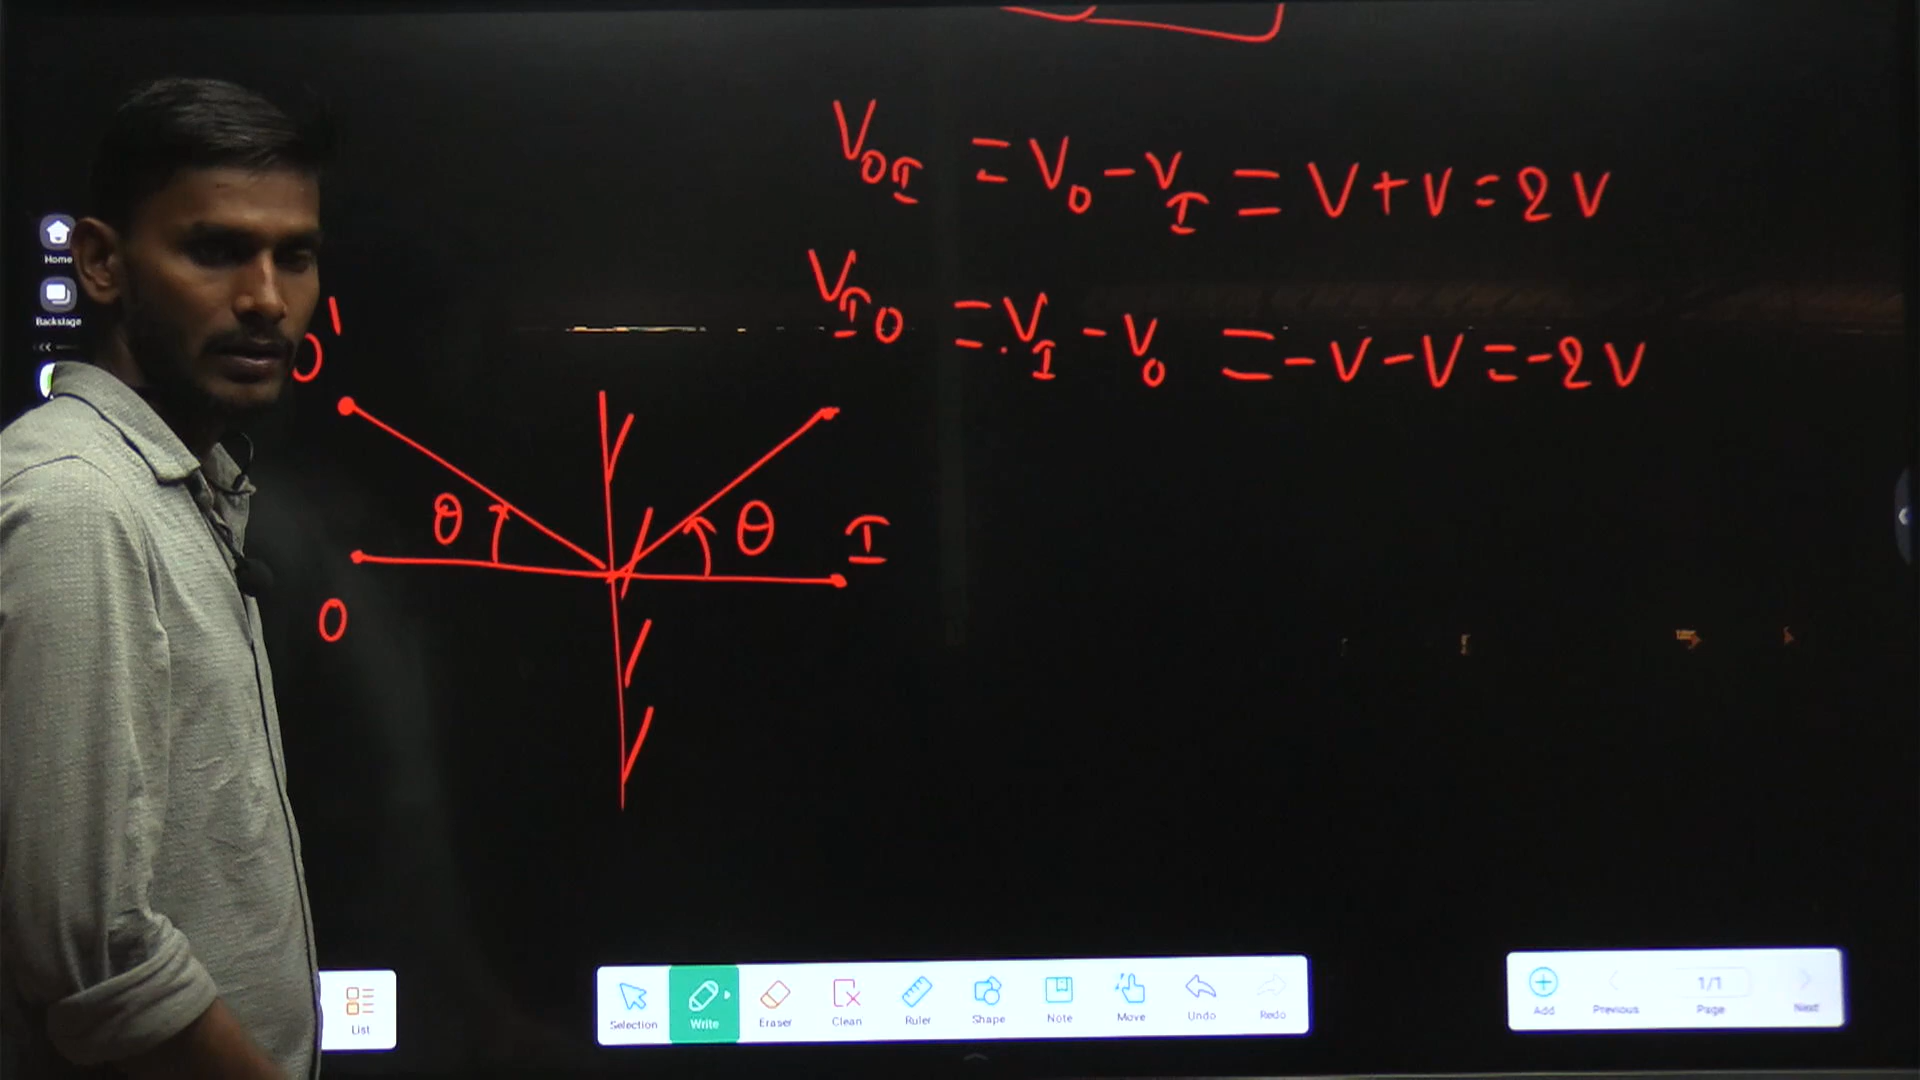 V_OI = V_O - V_I = V + V = 2V
V_IO = V_I - V_O = -V - V = -2V
O'
θ
θ
I
O
Home
Backstage
List
Selection
Write
Eraser
Clean
Ruler
Shape
Note
Move
Undo
Redo
Add
Previous
1/1
Page
Next